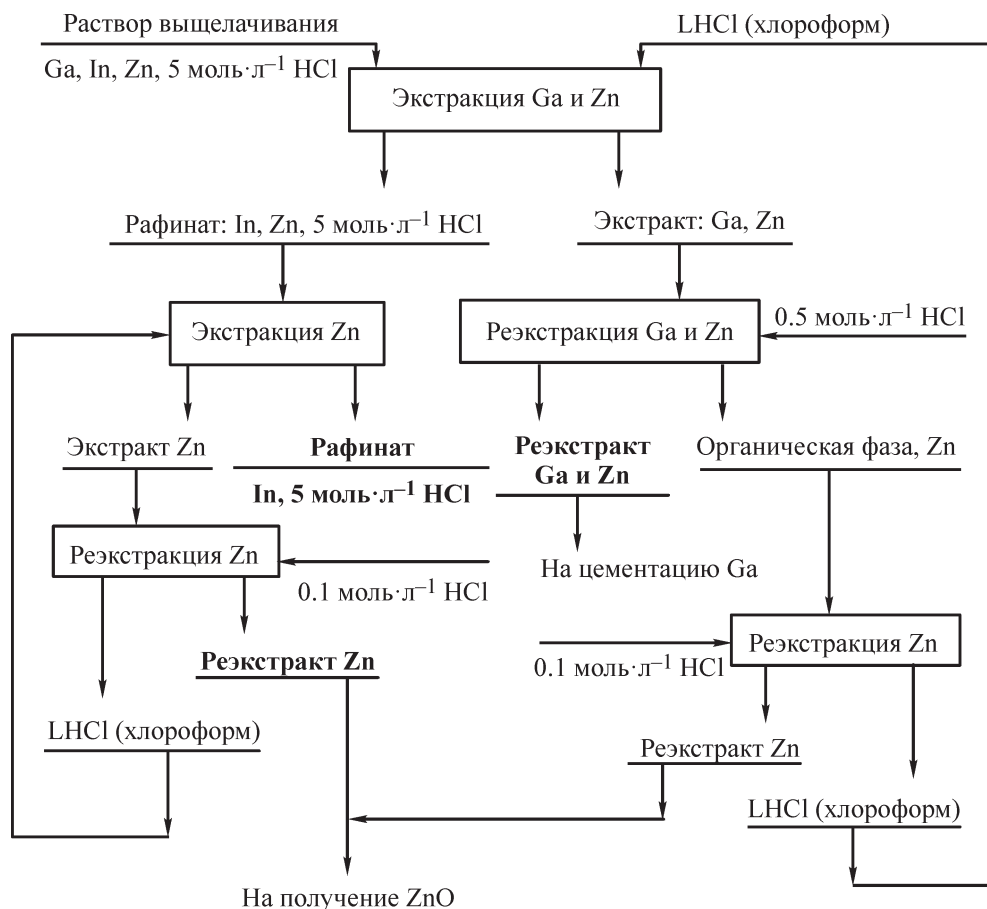 Раствор выщелачивания
LHCl (хлороформ)
Ga, In, Zn, 5 моль·л⁻¹ HCl
Экстракция Ga и Zn
Рафинат: In, Zn, 5 моль·л⁻¹ HCl
Экстракт: Ga, Zn
Экстракция Zn
Реэкстракция Ga и Zn
0.5 моль·л⁻¹ HCl
Экстракт Zn
Рафинат
In, 5 моль·л⁻¹ HCl
Реэкстракт
Ga и Zn
Органическая фаза, Zn
Реэкстракция Zn
0.1 моль·л⁻¹ HCl
На цементацию Ga
Реэкстракт Zn
0.1 моль·л⁻¹ HCl
Реэкстракция Zn
LHCl (хлороформ)
Реэкстракт Zn
LHCl (хлороформ)
На получение ZnO